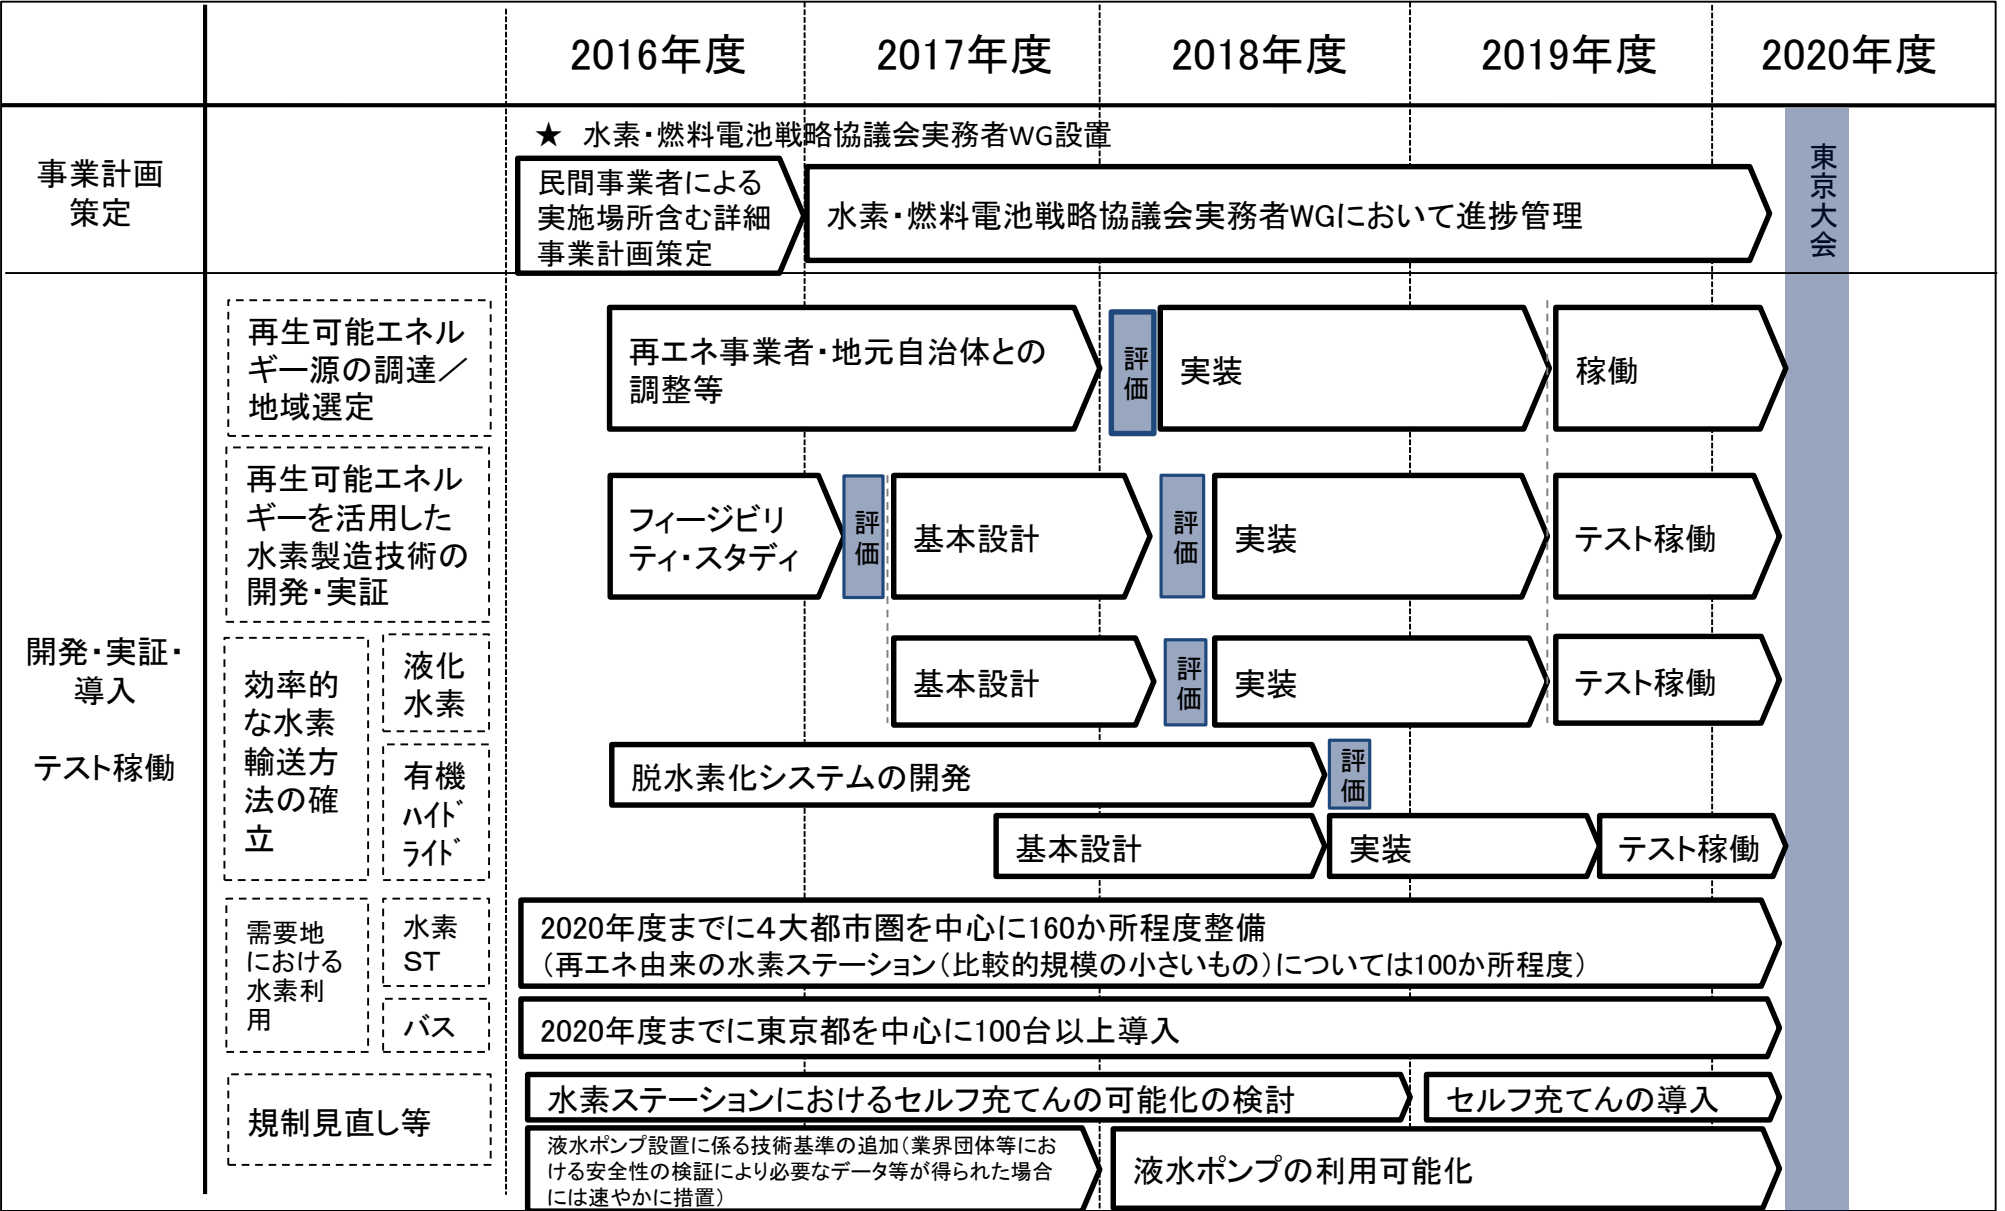 2016年度
2017年度
2018年度
2019年度
2020年度
事業計画
策定
★ 水素・燃料電池戦略協議会実務者WG設置
民間事業者による
実施場所含む詳細
事業計画策定
水素・燃料電池戦略協議会実務者WGにおいて進捗管理
東京大会
開発・実証・
導入
テスト稼働
再生可能エネル
ギー源の調達／
地域選定
再エネ事業者・地元自治体との
調整等
評価
実装
稼働
再生可能エネル
ギーを活用した
水素製造技術の
開発・実証
フィージビリ
ティ・スタディ
評価
基本設計
評価
実装
テスト稼働
効率的
な水素
輸送方
法の確
立
液化
水素
基本設計
評価
実装
テスト稼働
有機
ﾊｲﾄﾞ
ﾗｲﾄﾞ
脱水素化システムの開発
評価
基本設計
実装
テスト稼働
需要地
における
水素利
用
水素
ST
2020年度までに4大都市圏を中心に160か所程度整備
（再エネ由来の水素ステーション（比較的規模の小さいもの）については100か所程度）
バス
2020年度までに東京都を中心に100台以上導入
規制見直し等
水素ステーションにおけるセルフ充てんの可能化の検討
セルフ充てんの導入
液水ポンプ設置に係る技術基準の追加（業界団体等にお
ける安全性の検証により必要なデータ等が得られた場合
には速やかに措置）
液水ポンプの利用可能化